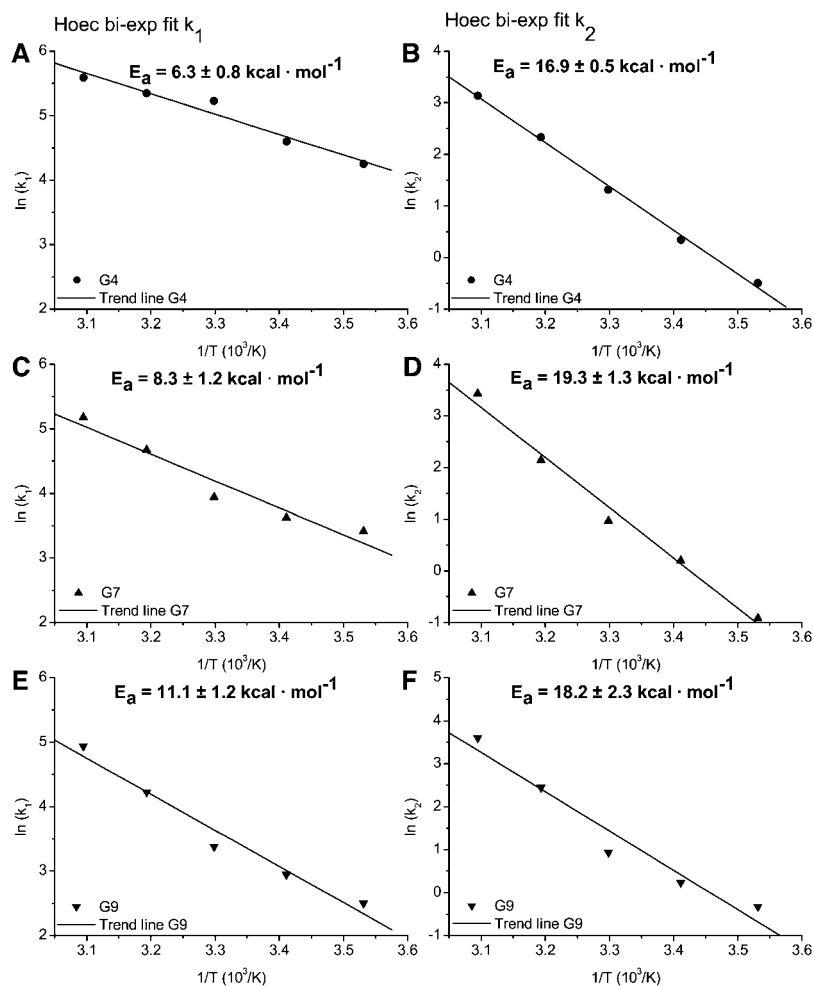 Hoec bi-exp fit k1
Hoec bi-exp fit k2
A
Ea = 6.3 ± 0.8 kcal · mol-1
ln (k1)
6
5
4
3
2
G4
Trend line G4
3.1 3.2 3.3 3.4 3.5 3.6
1/T (10³/K)
B
Ea = 16.9 ± 0.5 kcal · mol-1
ln (k2)
4
3
2
1
0
-1
G4
Trend line G4
3.1 3.2 3.3 3.4 3.5 3.6
1/T (10³/K)
C
Ea = 8.3 ± 1.2 kcal · mol-1
ln (k1)
6
5
4
3
2
G7
Trend line G7
3.1 3.2 3.3 3.4 3.5 3.6
1/T (10³/K)
D
Ea = 19.3 ± 1.3 kcal · mol-1
ln (k2)
4
3
2
1
0
-1
G7
Trend line G7
3.1 3.2 3.3 3.4 3.5 3.6
1/T (10³/K)
E
Ea = 11.1 ± 1.2 kcal · mol-1
ln (k1)
6
5
4
3
2
G9
Trend line G9
3.1 3.2 3.3 3.4 3.5 3.6
1/T (10³/K)
F
Ea = 18.2 ± 2.3 kcal · mol-1
ln (k2)
5
4
3
2
1
0
-1
G9
Trend line G9
3.1 3.2 3.3 3.4 3.5 3.6
1/T (10³/K)